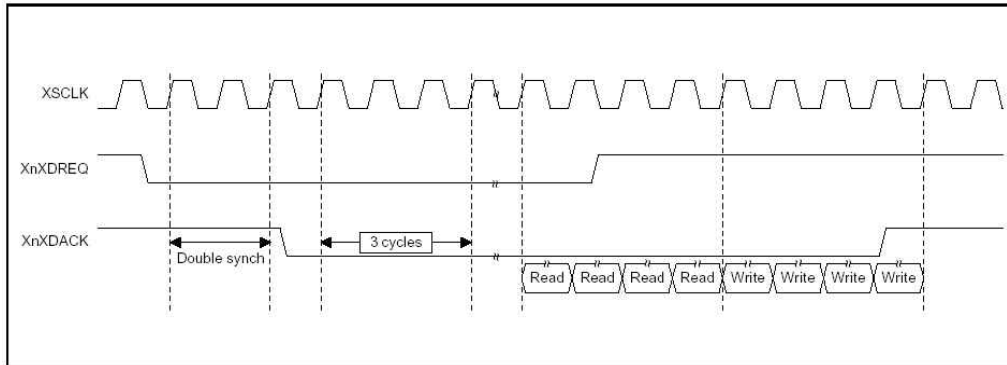 XSCLK
XnXDREQ
XnXDACK
3 cycles
Double synch
Read Read Read Read Write Write Write Write